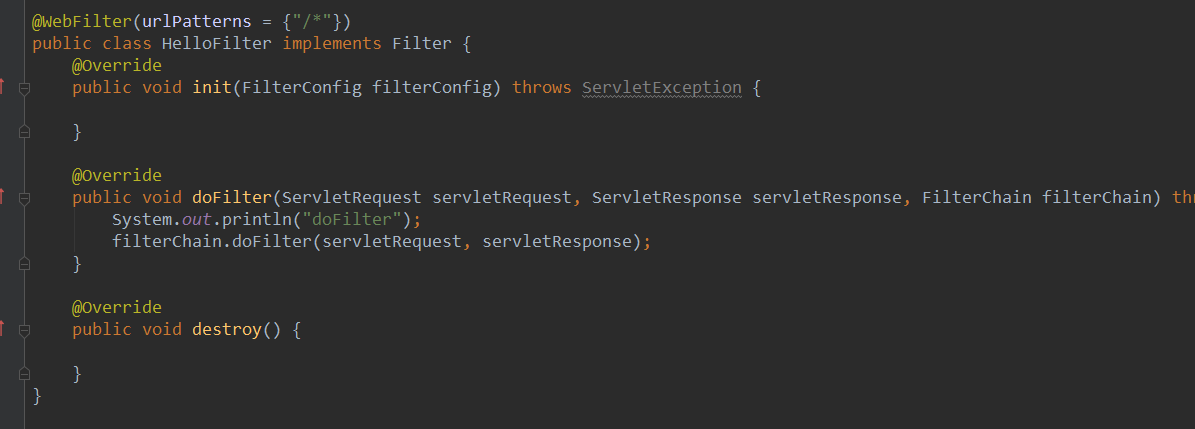 @WebFilter(urlPatterns = {"/*"})
public class HelloFilter implements Filter {
@Override
public void init(FilterConfig filterConfig) throws ServletException {
}
@Override
public void doFilter(ServletRequest servletRequest, ServletResponse servletResponse, FilterChain filterChain) thr
System.out.println("doFilter");
filterChain.doFilter(servletRequest, servletResponse);
}
@Override
public void destroy() {
}
}